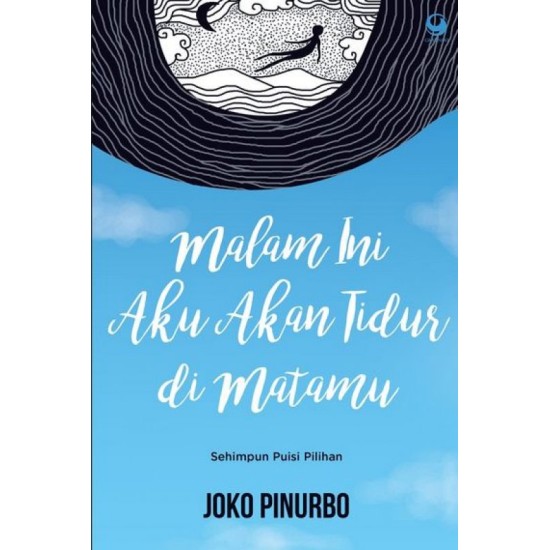 Malam Ini
Aku Akan Tidur
di Matamu
Sehimpun Puisi Pilihan
JOKO PINURBO